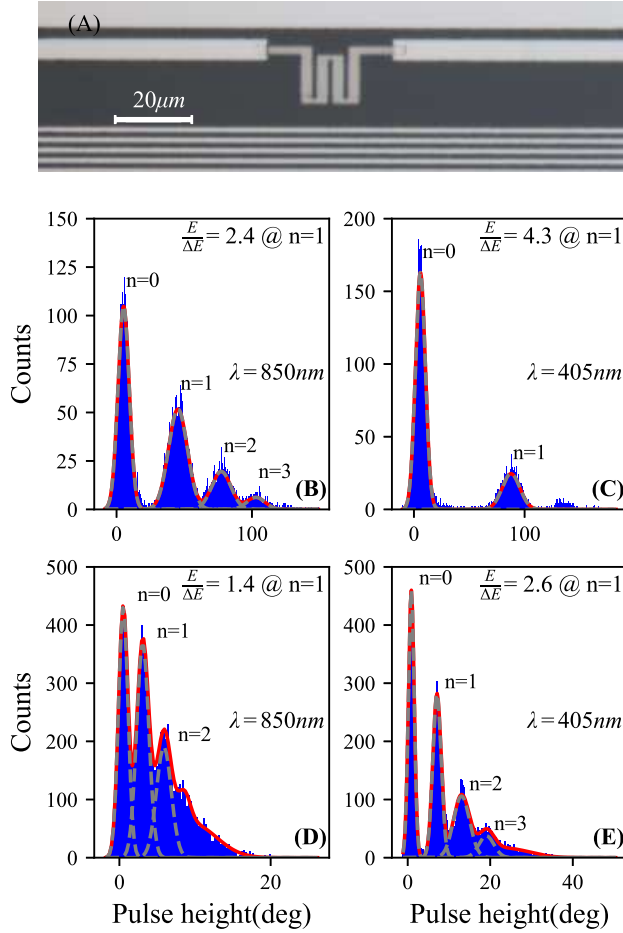 (A)
20μm
150
125
100
75
50
25
0
Counts
E/ΔE = 2.4 @ n=1
n=0
n=1
λ = 850nm
n=2
n=3
(B)
0
100
200
150
100
50
0
E/ΔE = 4.3 @ n=1
n=0
λ = 405nm
n=1
(C)
0
100
500
400
300
200
100
0
Counts
E/ΔE = 1.4 @ n=1
n=0
n=1
n=2
λ = 850nm
(D)
0
20
Pulse height(deg)
500
400
300
200
100
0
E/ΔE = 2.6 @ n=1
n=0
n=1
λ = 405nm
n=2
n=3
(E)
0
20
40
Pulse height(deg)